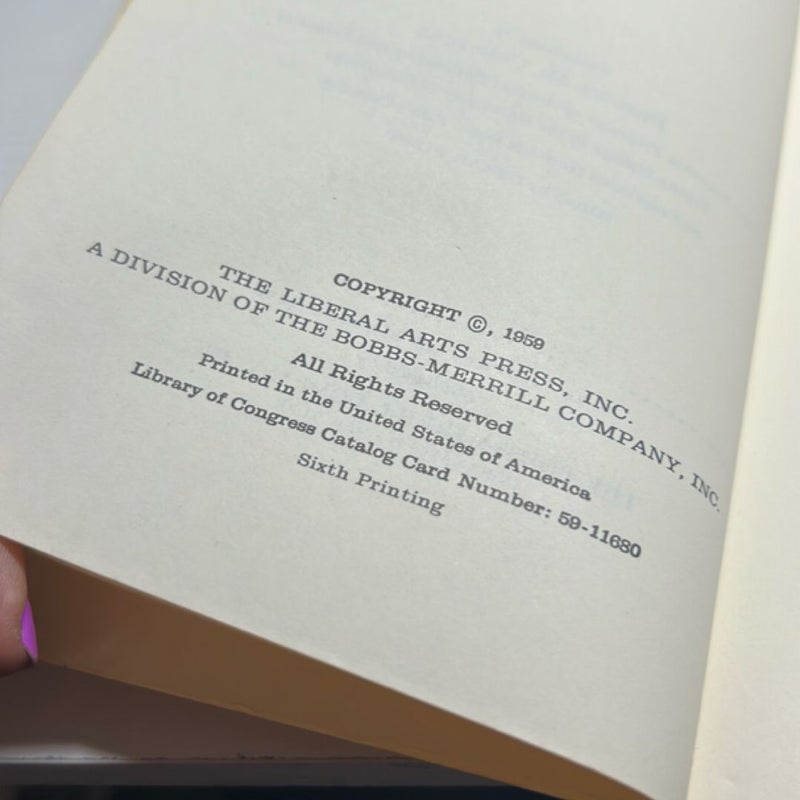 COPYRIGHT ©, 1959
THE LIBERAL ARTS PRESS, INC.
A DIVISION OF THE BOBBS-MERRILL COMPANY, INC.
All Rights Reserved
Printed in the United States of America
Library of Congress Catalog Card Number: 59-11680
Sixth Printing